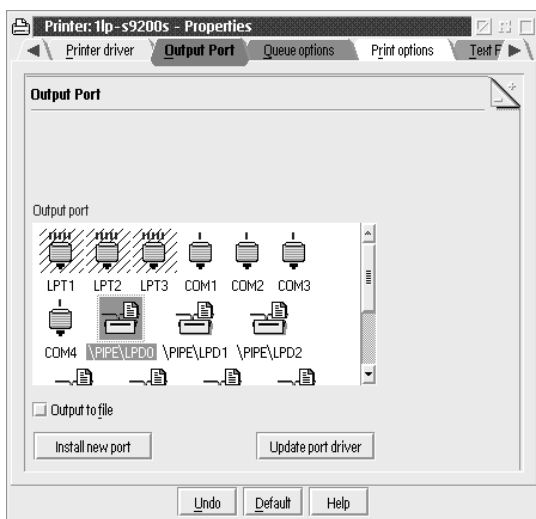 Printer: 1lp-s9200s - Properties
Printer driver Output Port Queue options Print options Text F
Output Port
Output port
LPT1 LPT2 LPT3 COM1 COM2 COM3
COM4 \PIPE\LPD0 \PIPE\LPD1 \PIPE\LPD2
Output to file
Install new port Update port driver
Undo Default Help